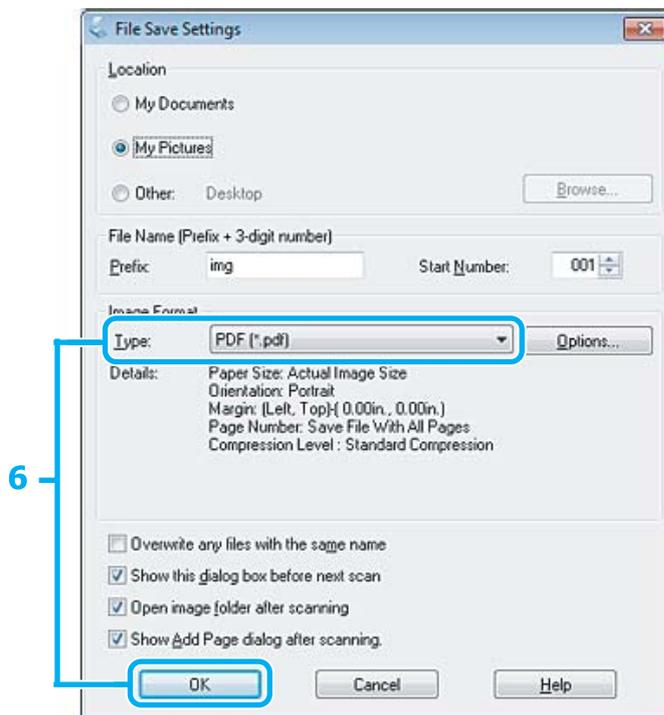 File Save Settings
Location
My Documents
My Pictures
Other: Desktop Browse...
File Name (Prefix + 3-digit number)
Prefix: img Start Number: 001
Image Format
Type: PDF (*.pdf) Options...
Details: Paper Size: Actual Image Size
Orientation: Portrait
Margin: (Left, Top)-( 0.00in., 0.00in.)
Page Number: Save File With All Pages
Compression Level : Standard Compression
6
Overwrite any files with the same name
Show this dialog box before next scan
Open image folder after scanning
Show Add Page dialog after scanning.
OK Cancel Help